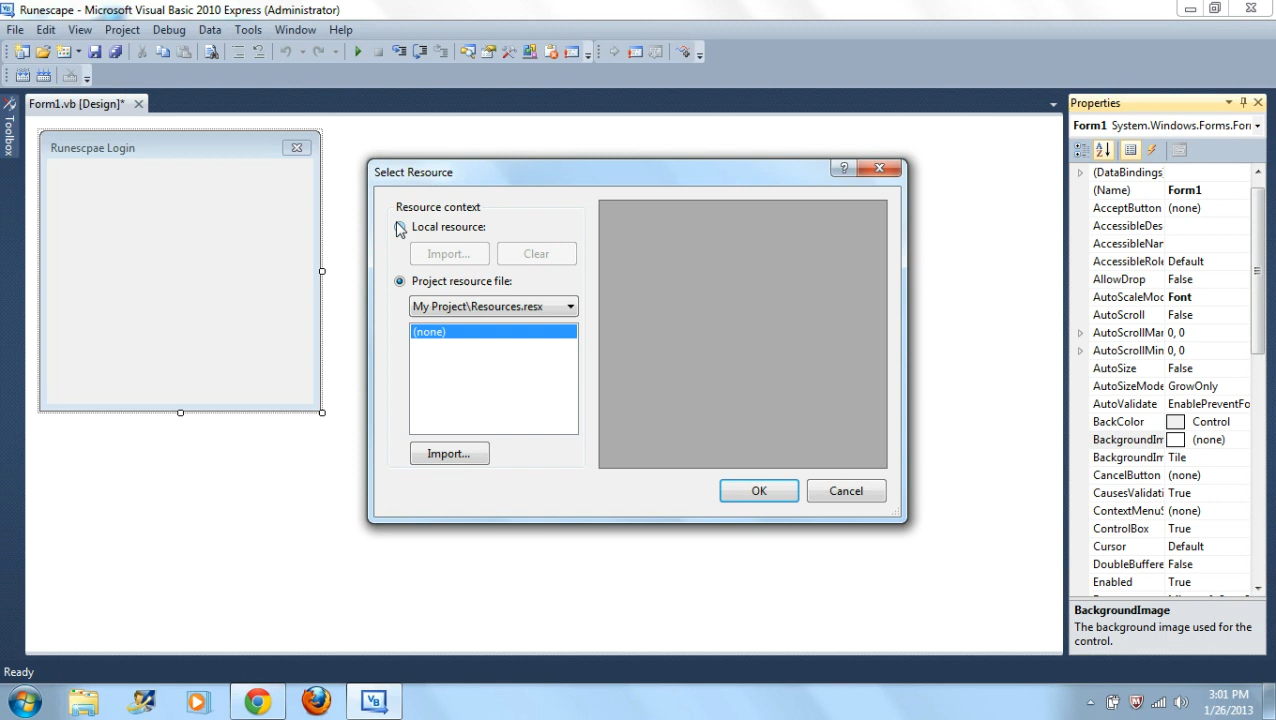 Runescape - Microsoft Visual Basic 2010 Express (Administrator)
File Edit View Project Debug Data Tools Window Help
Form1.vb [Design]*
Toolbox
Runescpae Login
Select Resource
Resource context
Local resource:
Import... Clear
Project resource file:
My Project\Resources.resx
(none)
Import...
OK Cancel
Properties
Form1 System.Windows.Forms.Forr
(DataBindings
(Name) Form1
AcceptButton (none)
AccessibleDes
AccessibleNar
AccessibleRole Default
AllowDrop False
AutoScaleMod Font
AutoScroll False
AutoScrollMar 0, 0
AutoScrollMin 0, 0
AutoSize False
AutoSizeMode GrowOnly
AutoValidate EnablePreventFo
BackColor Control
BackgroundIm (none)
BackgroundIm Tile
CancelButton (none)
CausesValidati True
ContextMenuS (none)
ControlBox True
Cursor Default
DoubleBuffere False
Enabled True
BackgroundImage
The background image used for the
control.
Ready
VB
3:01 PM
1/26/2013